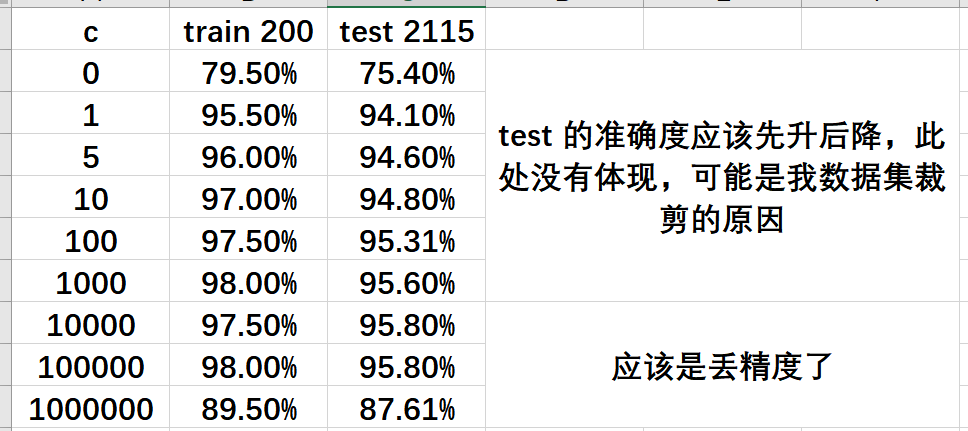 c train 200 test 2115
0 79.50% 75.40%
1 95.50% 94.10%
5 96.00% 94.60%
10 97.00% 94.80%
100 97.50% 95.31%
1000 98.00% 95.60%
10000 97.50% 95.80%
100000 98.00% 95.80%
1000000 89.50% 87.61%
test 的准确度应该先升后降，此
处没有体现，可能是我数据集裁
剪的原因
应该是丢精度了